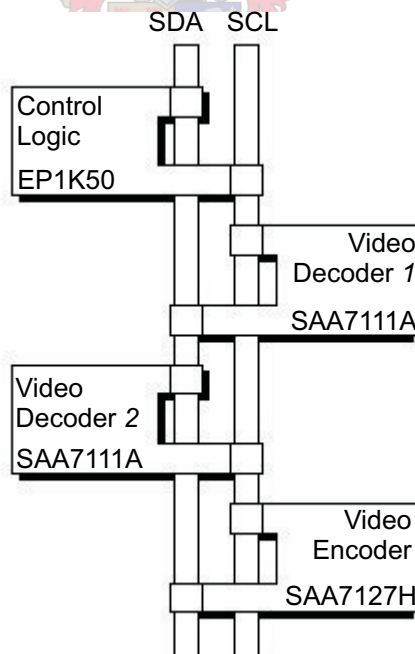 SDA SCL
Control
Logic
EP1K50
Video
Decoder 1
SAA7111A
Video
Decoder 2
SAA7111A
Video
Encoder
SAA7127H